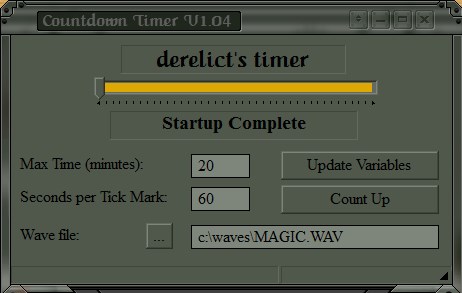 Countdown Timer V1.04
derelict's timer
Startup Complete
Max Time (minutes): 20 Update Variables
Seconds per Tick Mark: 60 Count Up
Wave file: ... c:\waves\MAGIC.WAV